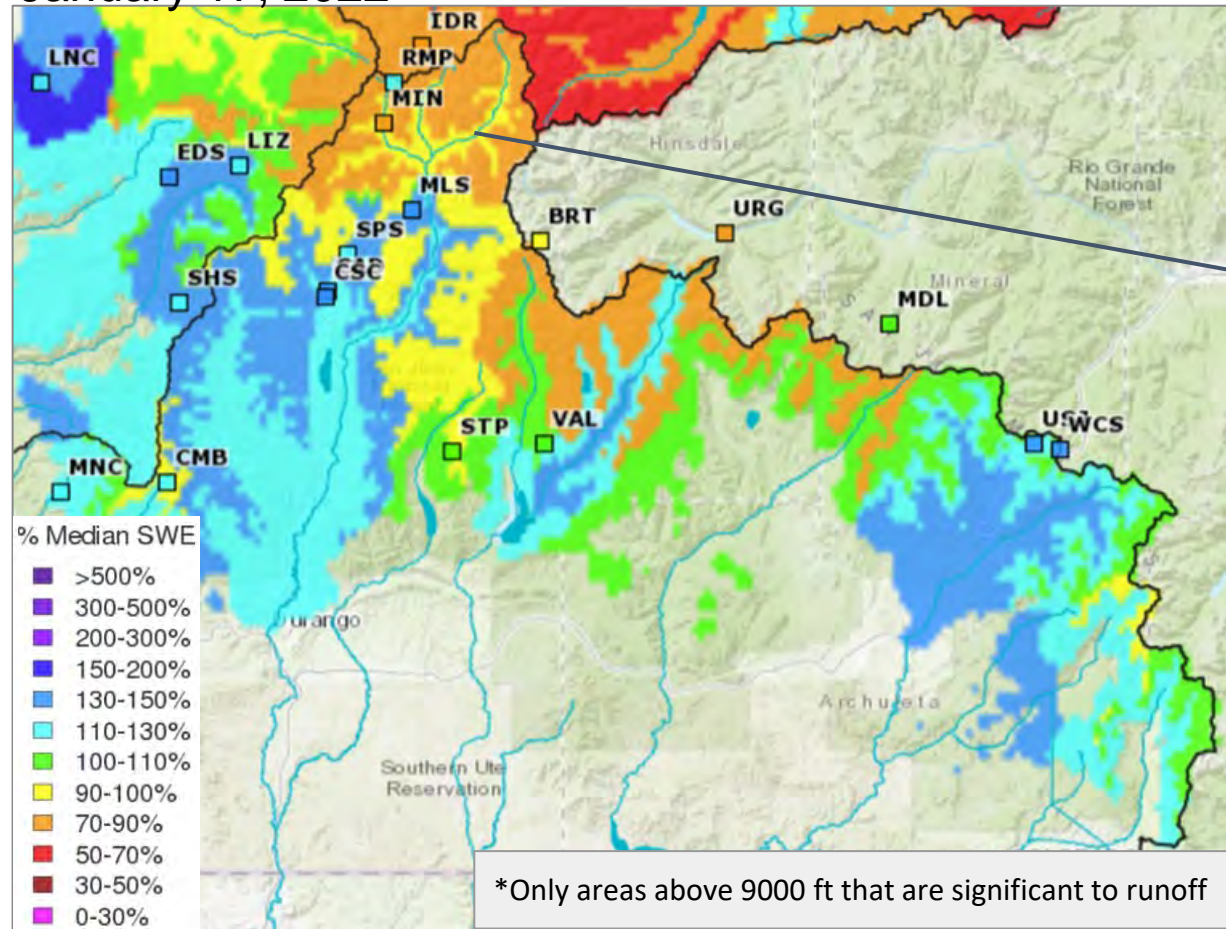 IDR
RMP
LNC
MIN
LIZ
EDS
Hinsdale
Rio Grande
National
Forest
MLS
BRT
URG
SPS
CSC
SHS
Mineral
MDL
STP
VAL
WCS
MNC
CMB
% Median SWE
>500%
300-500%
200-300%
150-200%
130-150%
110-130%
100-110%
90-100%
70-90%
50-70%
30-50%
0-30%
Archuleta
Southern Ute
Reservation
*Only areas above 9000 ft that are significant to runoff